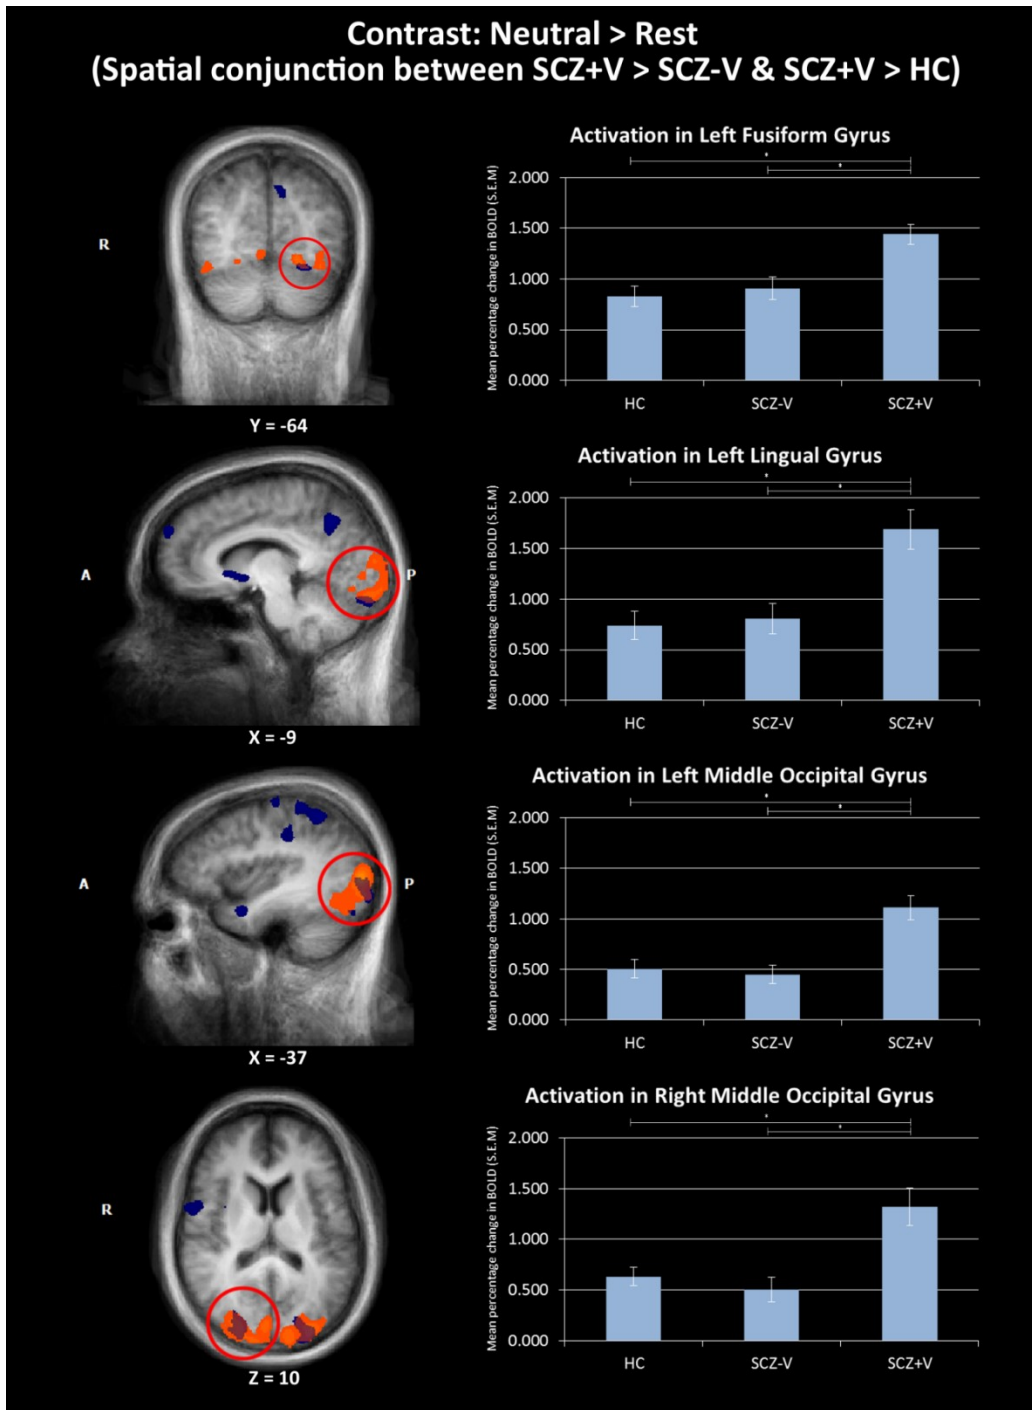 Contrast: Neutral > Rest
(Spatial conjunction between SCZ+V > SCZ-V & SCZ+V > HC)
R
Y = -64
Activation in Left Fusiform Gyrus
* 
*
Mean percentage change in BOLD (S.E.M)
2.000
1.500
1.000
0.500
0.000
HC SCZ-V SCZ+V
A
P
X = -9
Activation in Left Lingual Gyrus
*
*
Mean percentage change in BOLD (S.E.M)
2.000
1.500
1.000
0.500
0.000
HC SCZ-V SCZ+V
A
P
X = -37
Activation in Left Middle Occipital Gyrus
*
*
Mean percentage change in BOLD (S.E.M)
2.000
1.500
1.000
0.500
0.000
HC SCZ-V SCZ+V
R
Z = 10
Activation in Right Middle Occipital Gyrus
*
*
Mean percentage change in BOLD (S.E.M)
2.000
1.500
1.000
0.500
0.000
HC SCZ-V SCZ+V